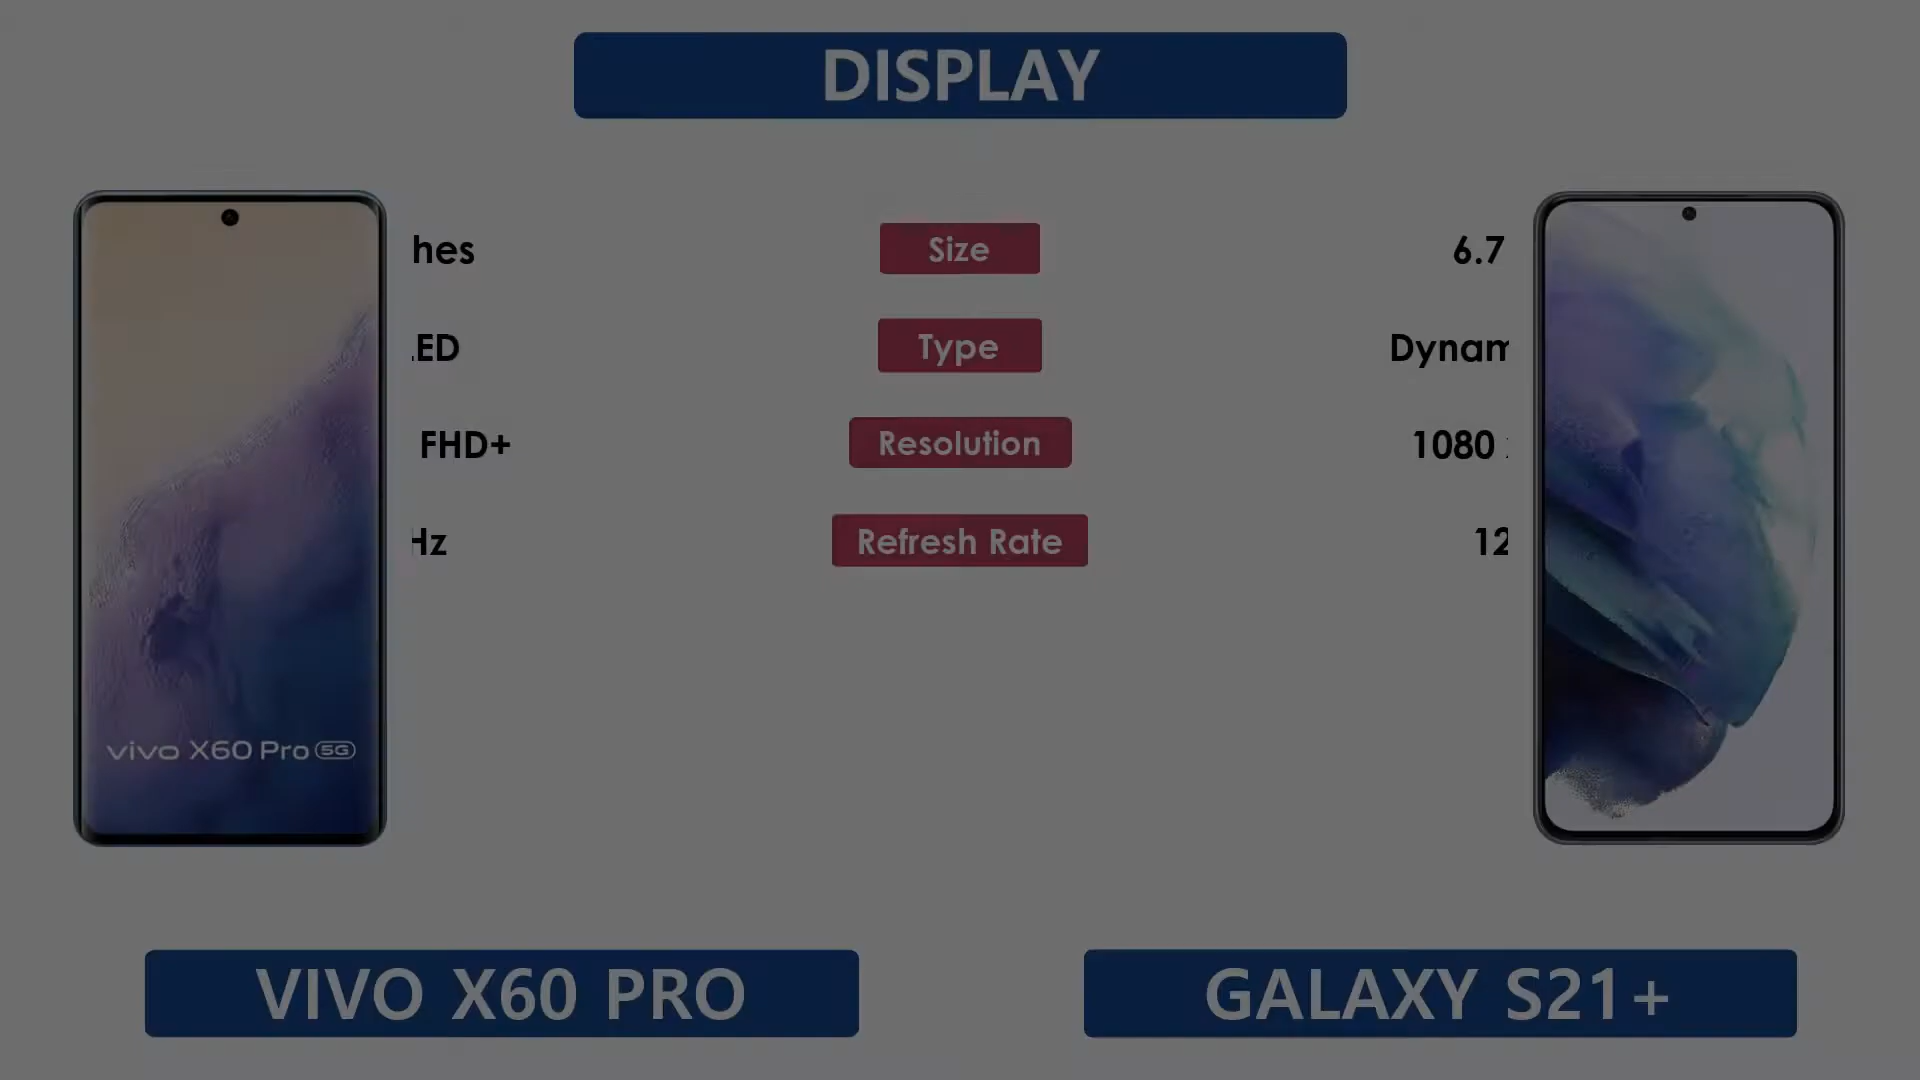 DISPLAY
hes Size 6.7
LED Type Dynam
FHD+ Resolution 1080
Hz Refresh Rate 12
vivo X60 Pro 5G
VIVO X60 PRO GALAXY S21+